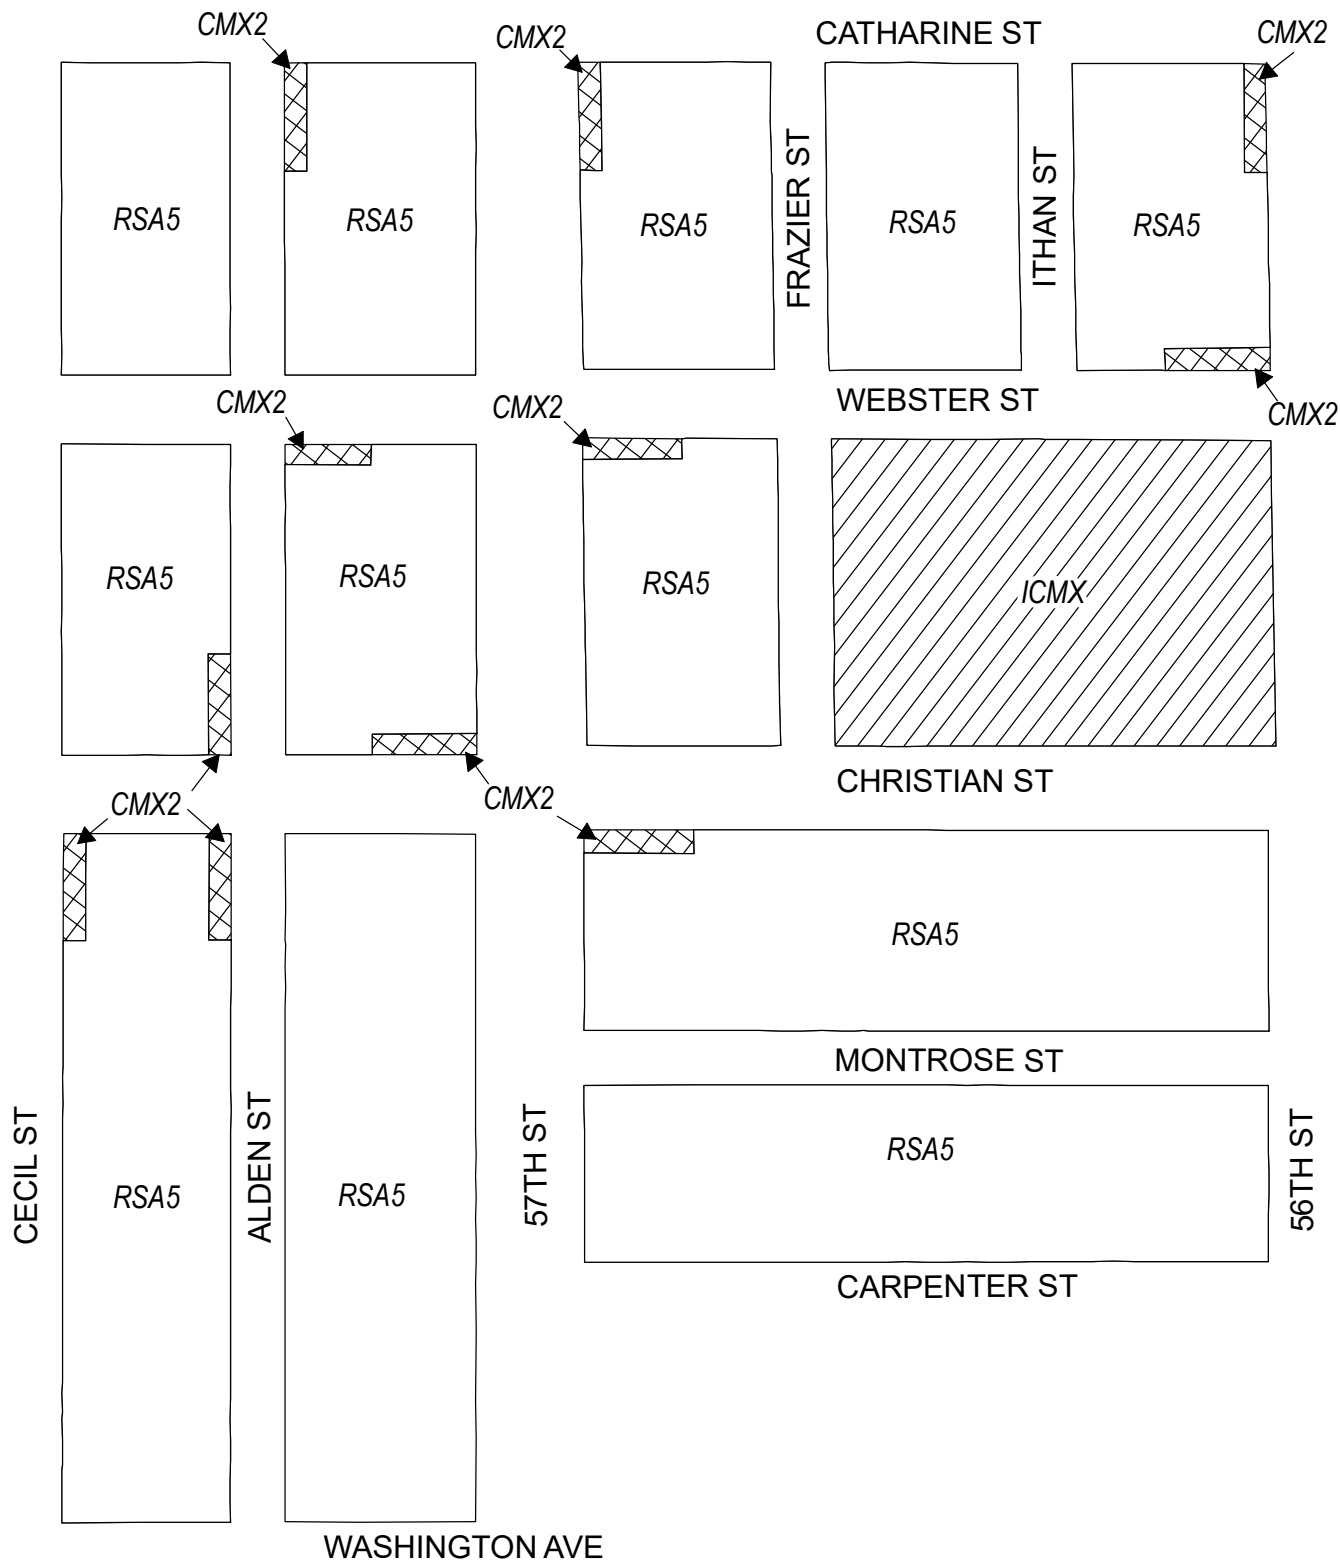 CMX2
CMX2
CATHARINE ST
CMX2
RSA5
RSA5
RSA5
FRAZIER ST
RSA5
ITHAN ST
RSA5
CMX2
CMX2
WEBSTER ST
CMX2
RSA5
RSA5
RSA5
ICMX
CMX2
CMX2
CHRISTIAN ST
RSA5
MONTROSE ST
CECIL ST
RSA5
ALDEN ST
RSA5
57TH ST
RSA5
56TH ST
CARPENTER ST
WASHINGTON AVE